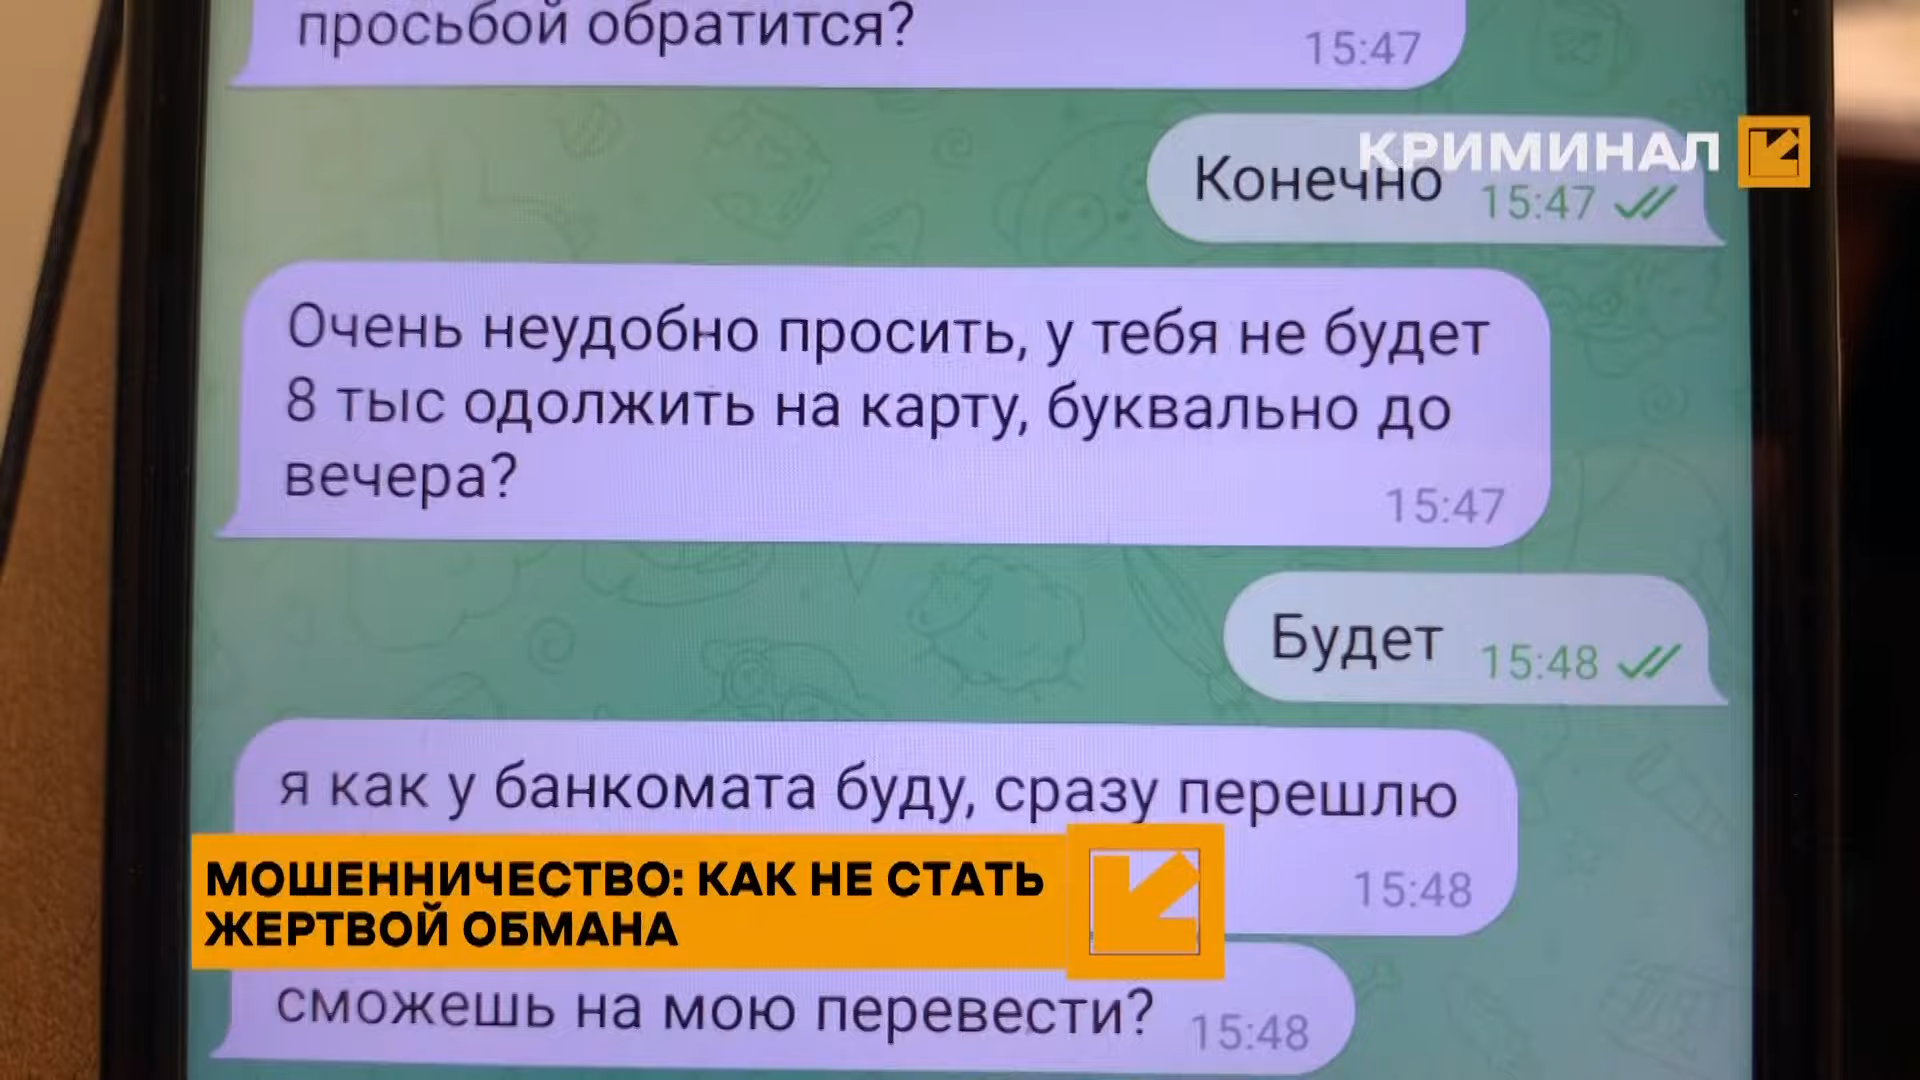 просьбой обратится?
15:47
КРИМИНАЛ
Конечно 15:47
Очень неудобно просить, у тебя не будет
8 тыс одолжить на карту, буквально до
вечера?
15:47
Будет 15:48
я как у банкомата буду, сразу перешлю
15:48
МОШЕННИЧЕСТВО: КАК НЕ СТАТЬ
ЖЕРТВОЙ ОБМАНА
сможешь на мою перевести? 15:48